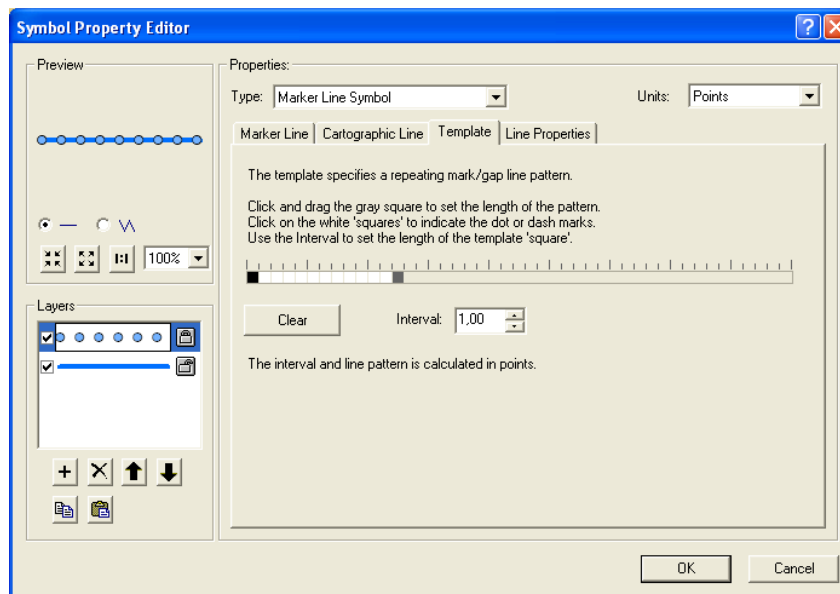 Symbol Property Editor
Preview
Properties:
Type: Marker Line Symbol
Units: Points
Marker Line Cartographic Line Template Line Properties
The template specifies a repeating mark/gap line pattern.
Click and drag the gray square to set the length of the pattern.
Click on the white 'squares' to indicate the dot or dash marks.
Use the Interval to set the length of the template 'square'.
1:1 100%
Layers
Clear Interval: 1,00
The interval and line pattern is calculated in points.
OK Cancel